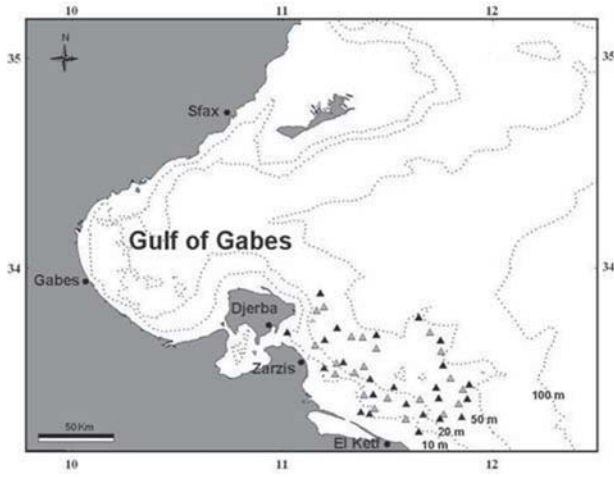 10 11 12
N
35 35
Sfax
Gulf of Gabes
34 34
Gabes
Djerba
Zarzis
100 m
50 m
20 m
50 Km
El Ketf
10 m
10 11 12